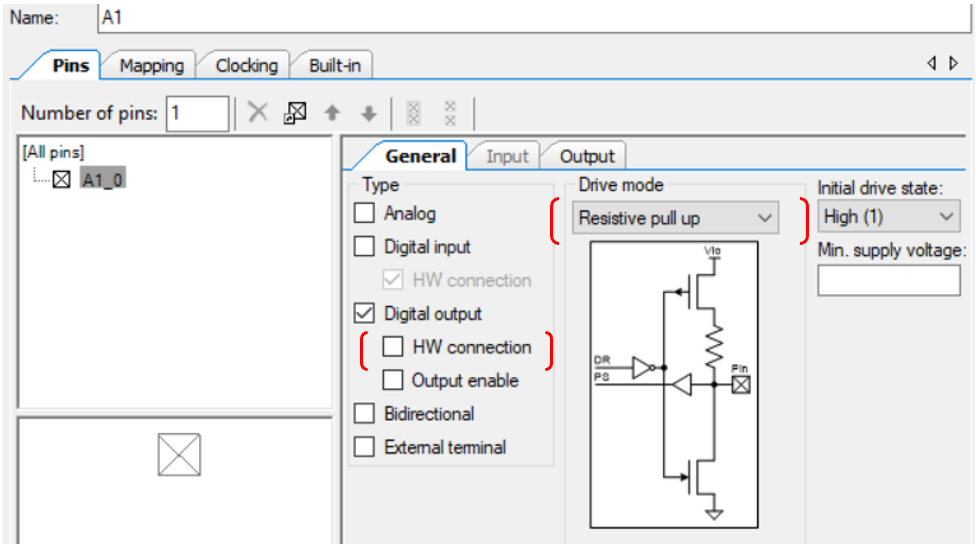 Name: A1
Pins Mapping Clocking Built-in
Number of pins: 1
[All pins]
A1_0
General Input Output
Type
Analog
Digital input
HW connection
Digital output
HW connection
Output enable
Bidirectional
External terminal
Drive mode
Resistive pull up
Vio
DR
PS
Pin
Initial drive state:
High (1)
Min. supply voltage: